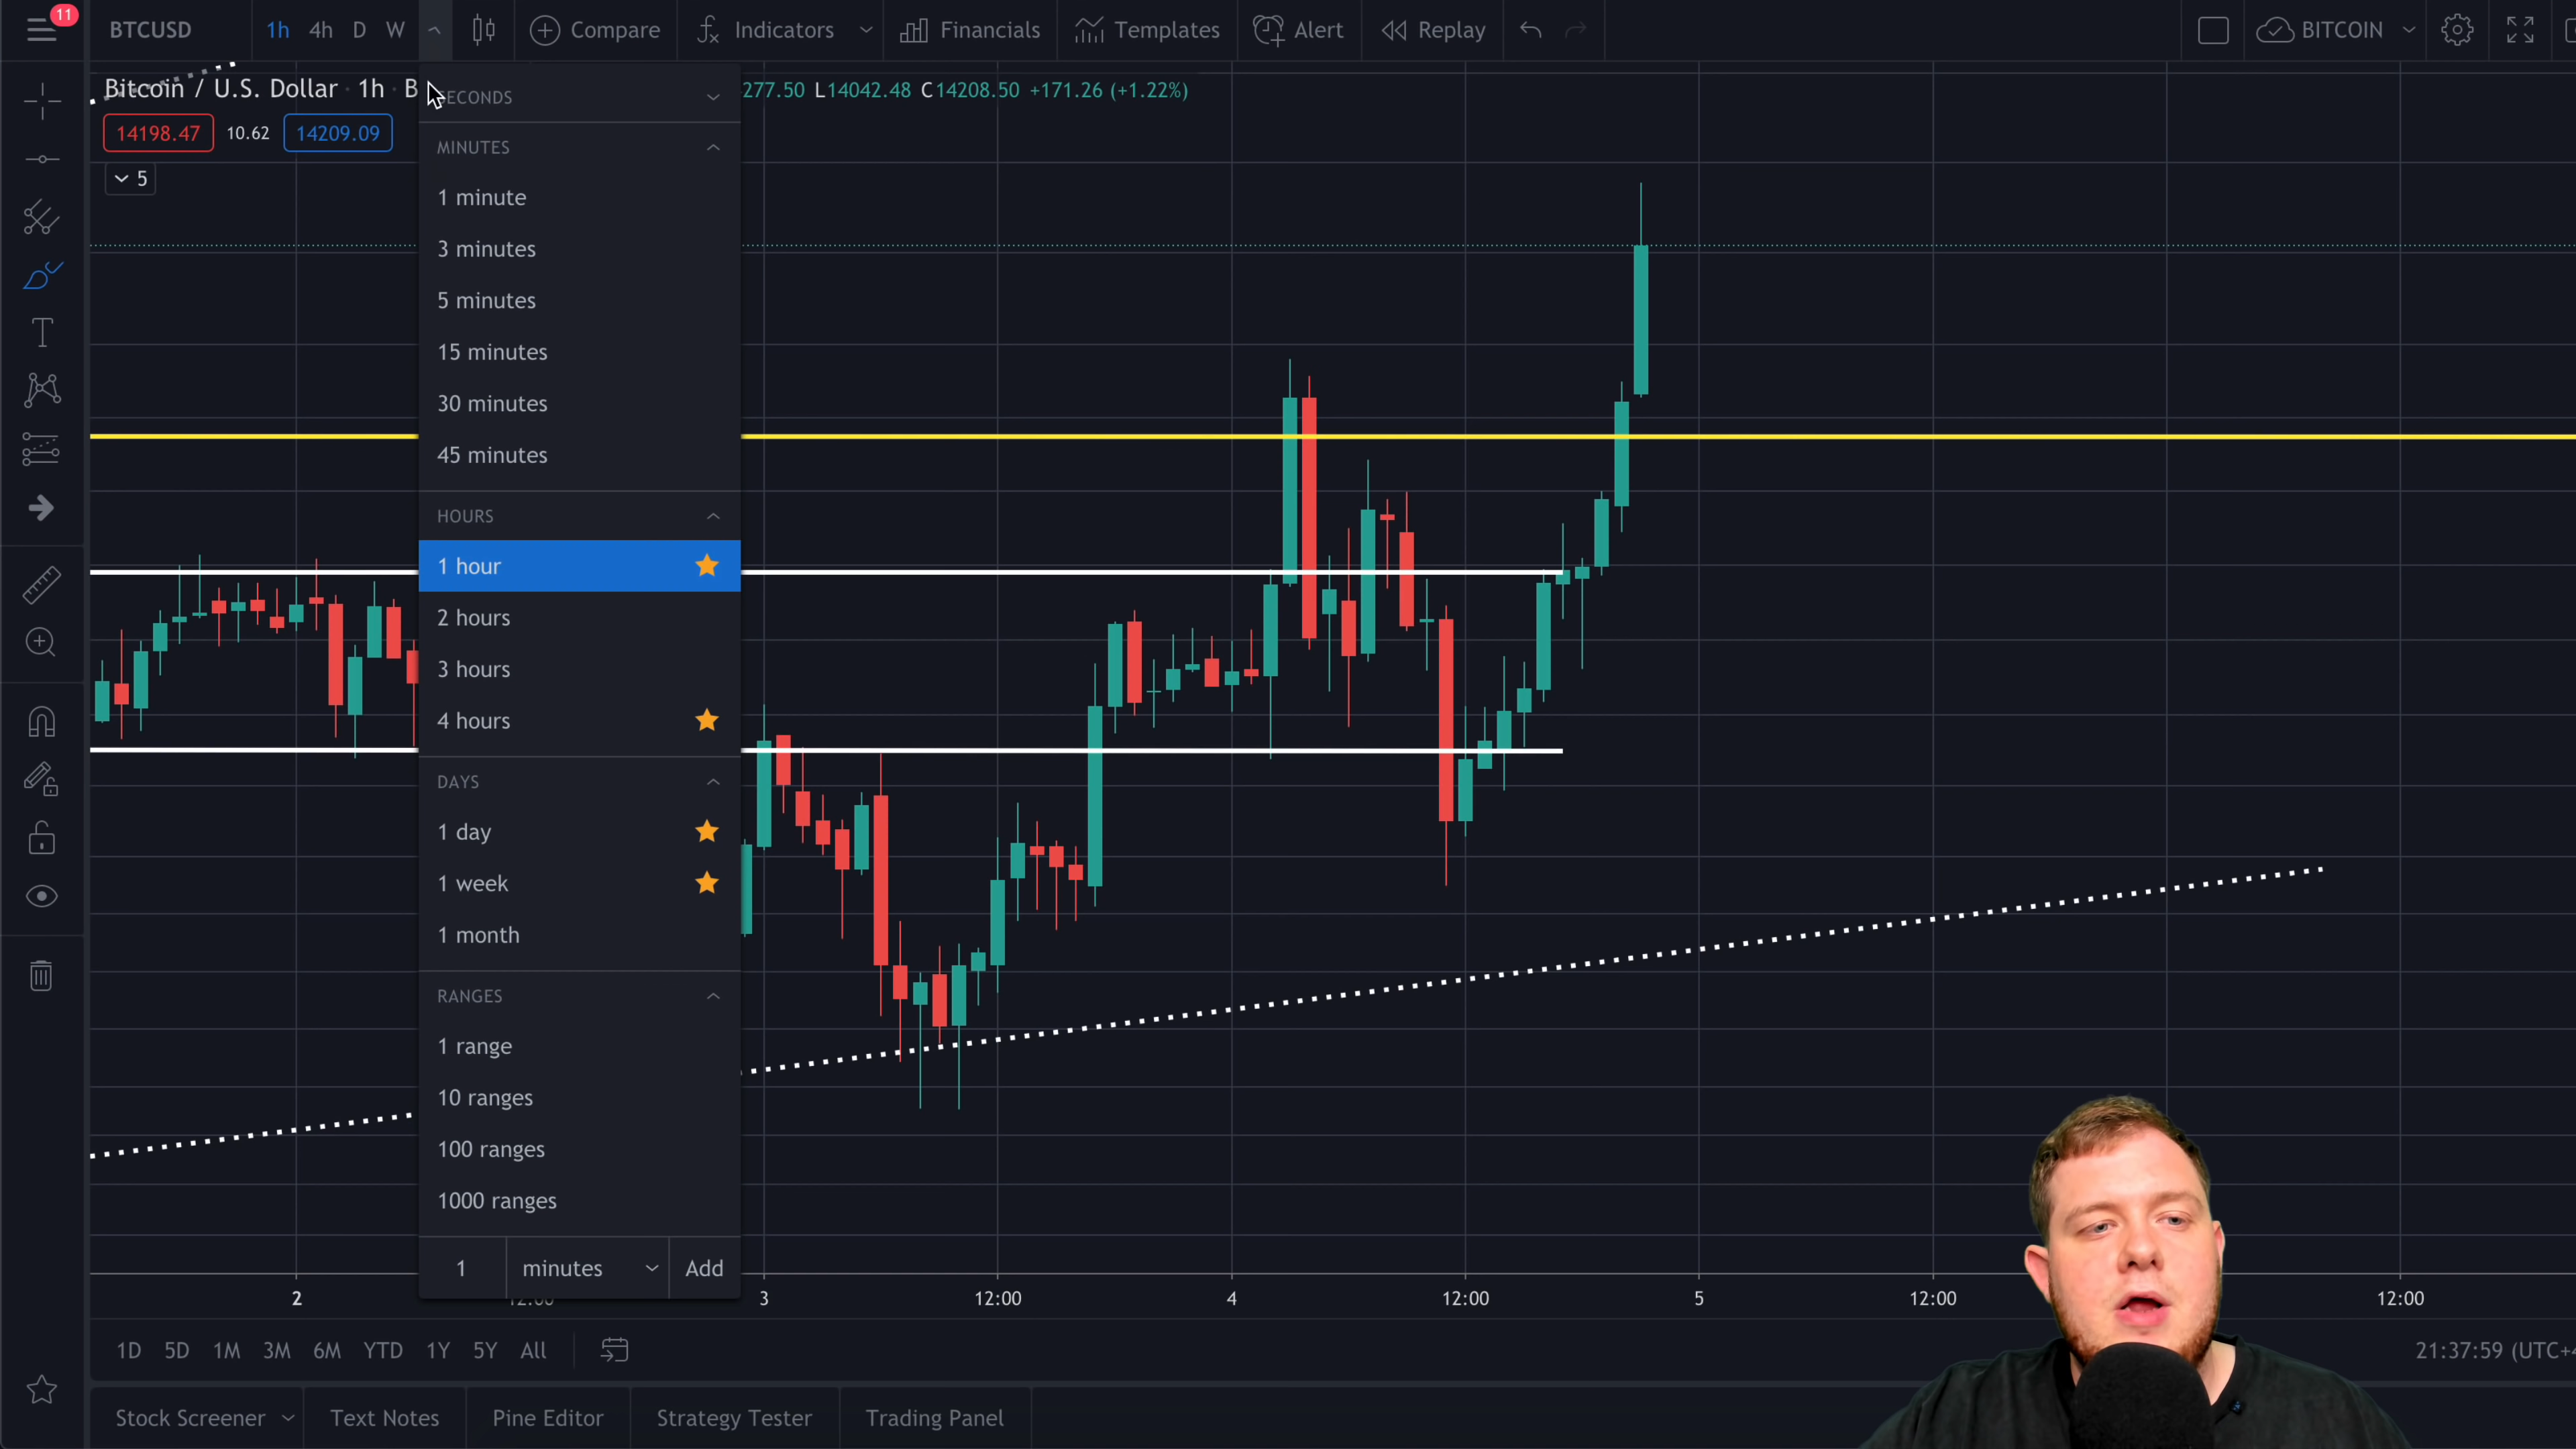 11
BTCUSD 1h 4h D W Compare Indicators Financials Templates Alert Replay BITCOIN
Bitcoin / U.S. Dollar · 1h · B 277.50 L14042.48 C14208.50 +171.26 (+1.22%)
14198.47 10.62 14209.09
5
ECONDS
MINUTES
1 minute
3 minutes
5 minutes
15 minutes
30 minutes
45 minutes
HOURS
1 hour
2 hours
3 hours
4 hours
DAYS
1 day
1 week
1 month
RANGES
1 range
10 ranges
100 ranges
1000 ranges
1 minutes Add
2 12:00 3 12:00 4 12:00 5 12:00 12:00
1D 5D 1M 3M 6M YTD 1Y 5Y All 21:37:59 (UTC+4
Stock Screener Text Notes Pine Editor Strategy Tester Trading Panel